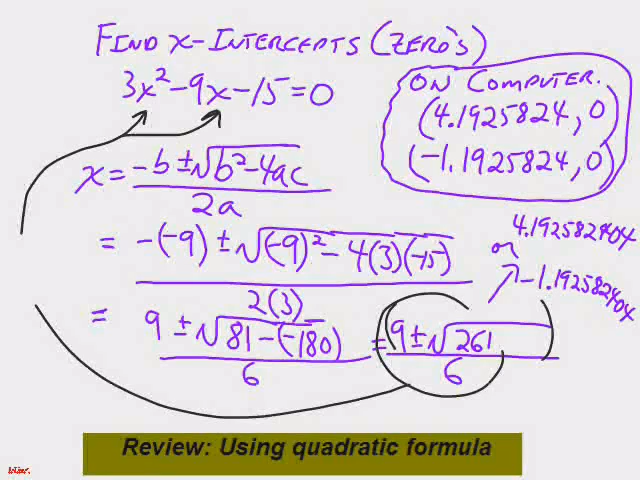 FIND X-INTERCEPTS (ZERO'S)
3x² - 9x - 15 = 0
ON COMPUTER.
(4.1925824, 0)
(-1.1925824, 0)
x = -b ± √b² - 4ac / 2a
= -(-9) ± √(-9)² - 4(3)(-15) / 2(3)
= 9 ± √81 - (-180) / 6 = 9 ± √261 / 6
4.192582404
or
-1.192582404
Review: Using quadratic formula